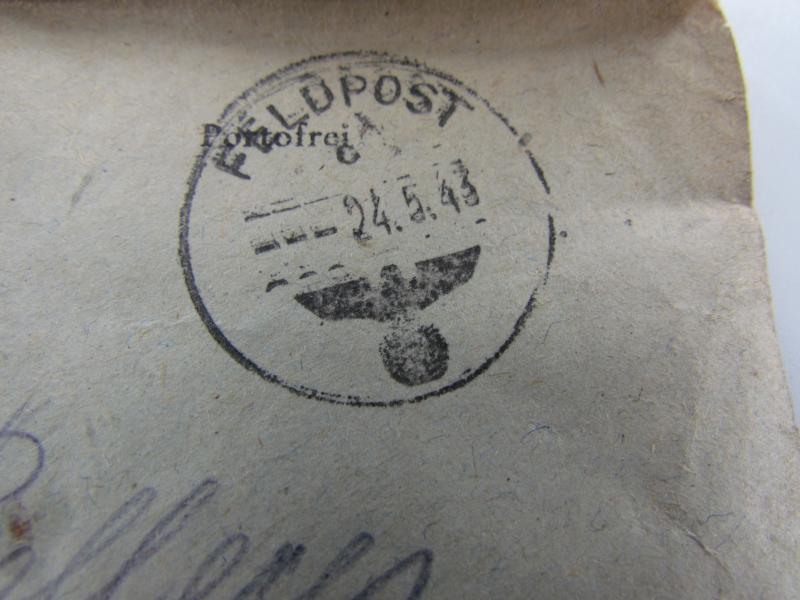 FELDPOST
Portofrei
c
24.5.43